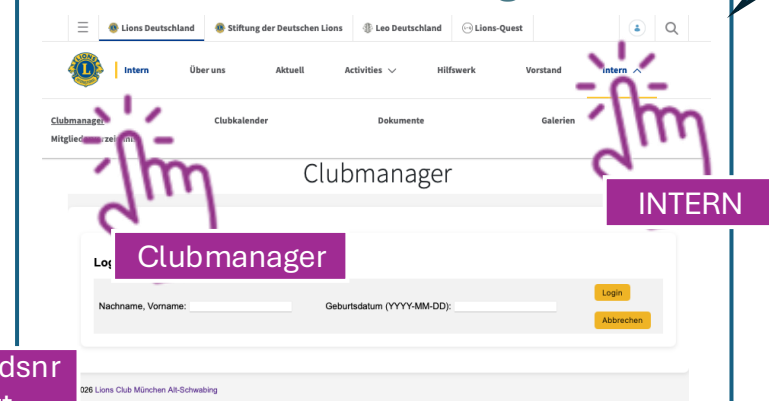 Lions Deutschland Stiftung der Deutschen Lions Leo Deutschland Lions-Quest
Intern Über uns Aktuell Activities Hilfswerk Vorstand Intern
Clubmanager Clubkalender Dokumente Galerien
Clubmanager
INTERN
Clubmanager
Nachname, Vorname: Geburtsdatum (YYYY-MM-DD): Login
Abbrechen
dsnr
026 Lions Club München Alt-Schwabing